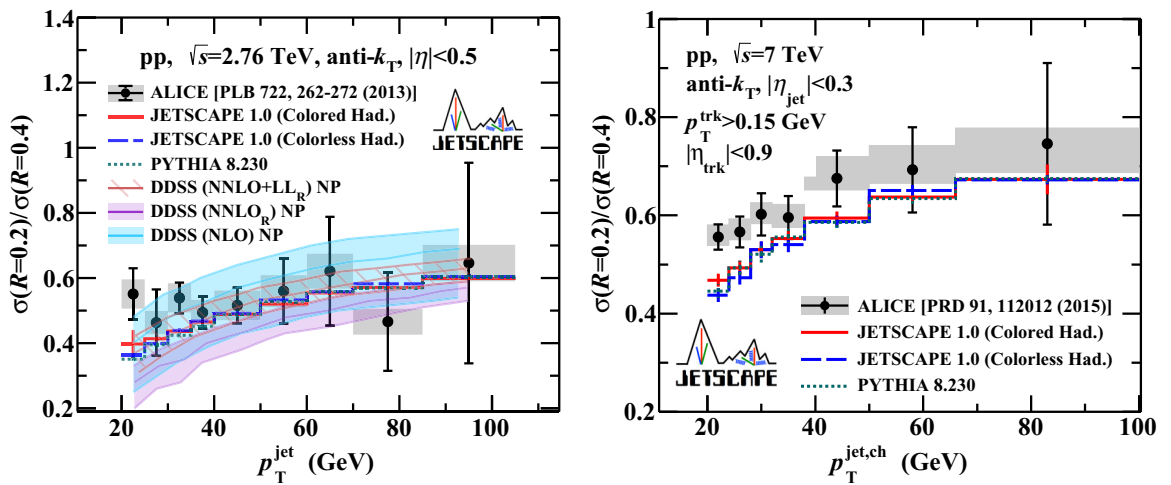 pp, √s=2.76 TeV, anti-k_T, |η|<0.5
ALICE [PLB 722, 262-272 (2013)]
JETSCAPE 1.0 (Colored Had.)
JETSCAPE 1.0 (Colorless Had.)
PYTHIA 8.230
DDSS (NNLO+LL_R) NP
DDSS (NNLO_R) NP
DDSS (NLO) NP
JETSCAPE
σ(R=0.2)/σ(R=0.4)
1.4
1.2
1
0.8
0.6
0.4
0.2
20 40 60 80 100
p_T^jet (GeV)
pp, √s=7 TeV
anti-k_T, |η_jet|<0.3
p_T^trk>0.15 GeV
|η_trk|<0.9
ALICE [PRD 91, 112012 (2015)]
JETSCAPE 1.0 (Colored Had.)
JETSCAPE 1.0 (Colorless Had.)
PYTHIA 8.230
JETSCAPE
σ(R=0.2)/σ(R=0.4)
1
0.8
0.6
0.4
0.2
20 30 40 50 60 70 80 90 100
p_T^jet,ch (GeV)